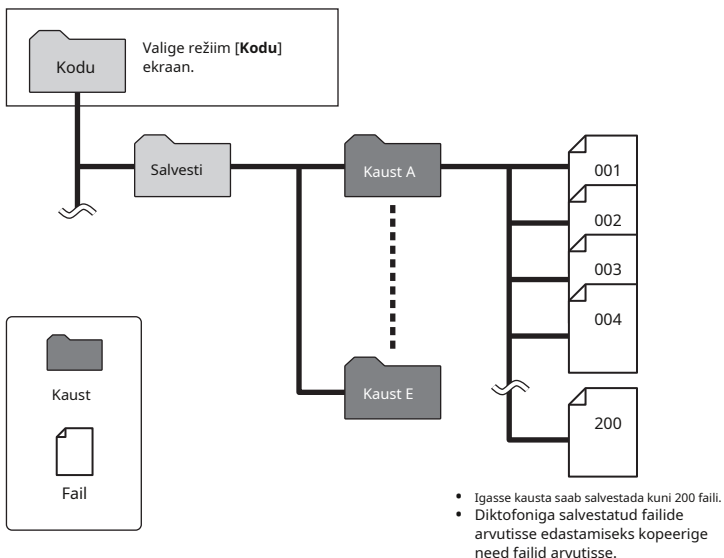 Kodu
Valige režiim [Kodu]
ekraan.
Salvesti
Kaust A
001
002
003
004
Kaust
Kaust E
200
Fail
• Igasse kausta saab salvestada kuni 200 faili.
• Diktofoniga salvestatud failide
arvutisse edastamiseks kopeerige
need failid arvutisse.